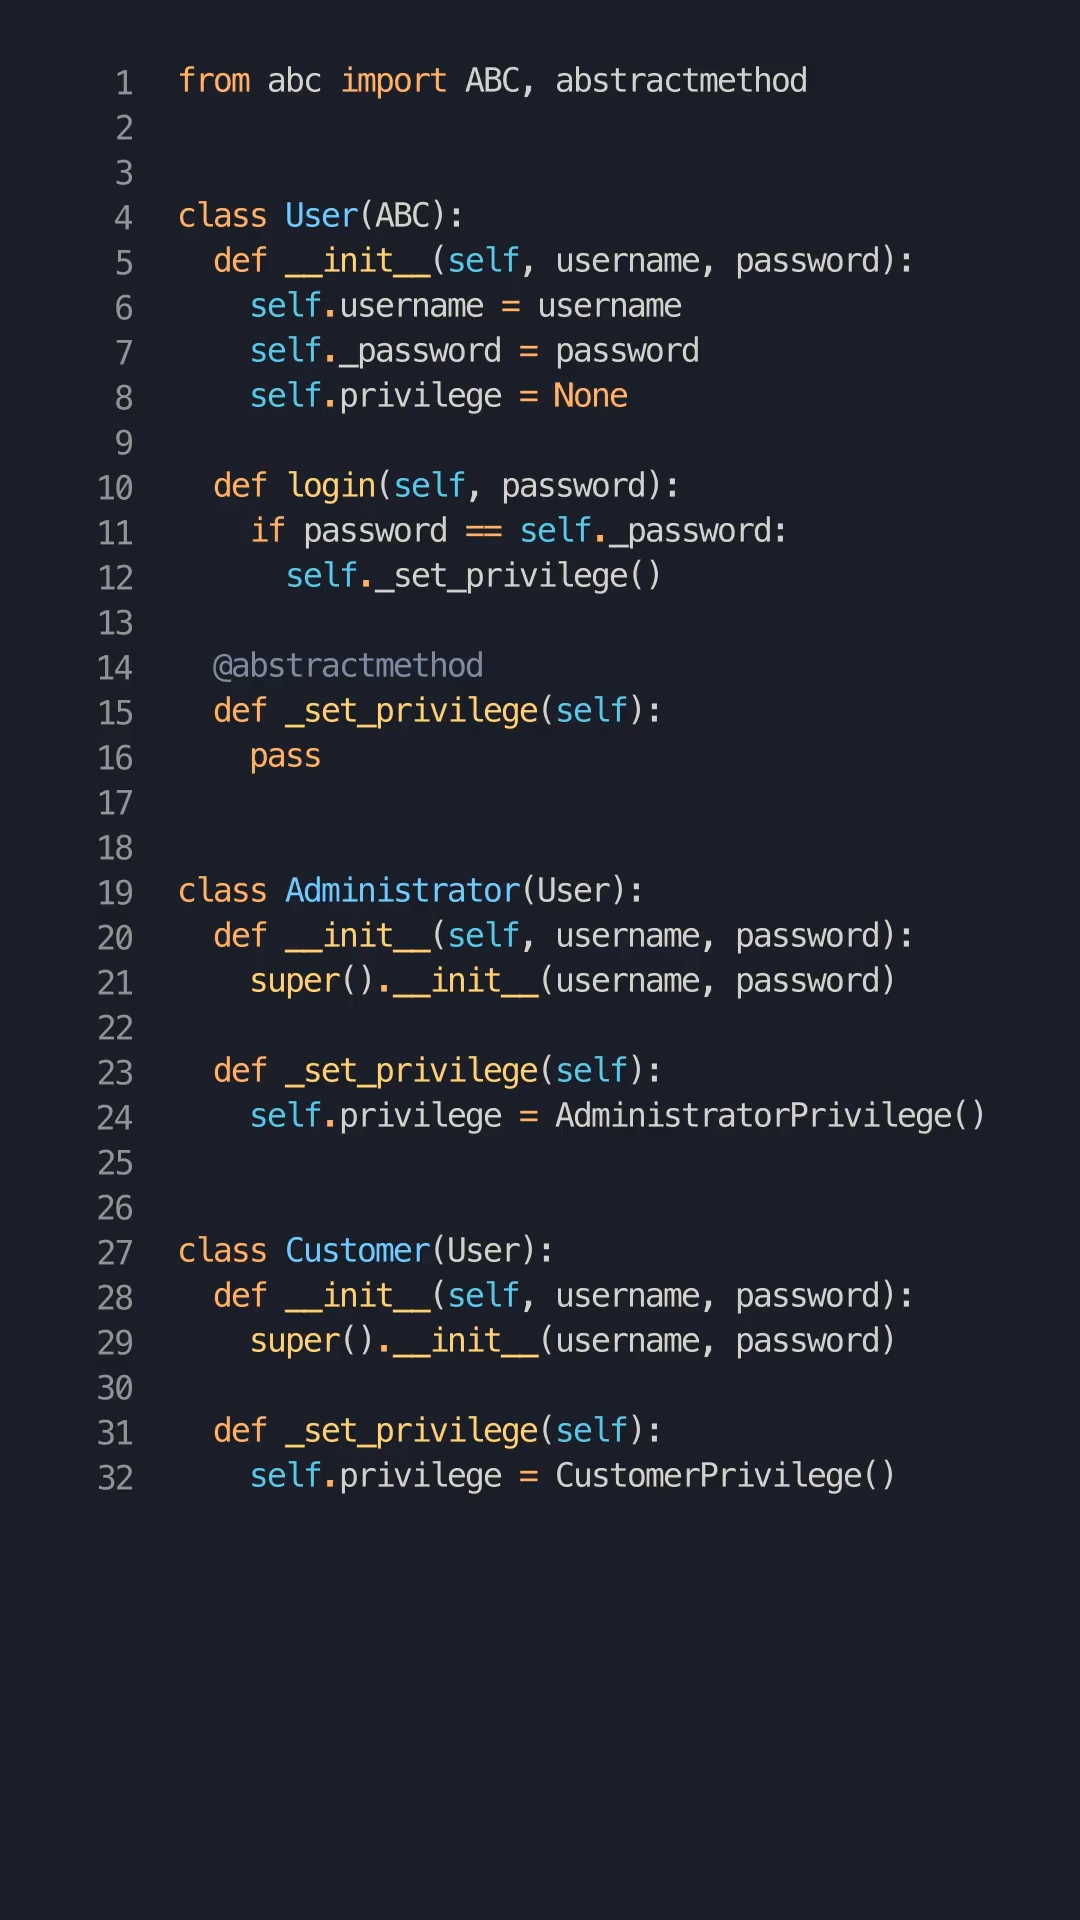 1 from abc import ABC, abstractmethod
2
3
4 class User(ABC):
5   def __init__(self, username, password):
6     self.username = username
7     self._password = password
8     self.privilege = None
9
10   def login(self, password):
11     if password == self._password:
12       self._set_privilege()
13
14   @abstractmethod
15   def _set_privilege(self):
16     pass
17
18
19 class Administrator(User):
20   def __init__(self, username, password):
21     super().__init__(username, password)
22
23   def _set_privilege(self):
24     self.privilege = AdministratorPrivilege()
25
26
27 class Customer(User):
28   def __init__(self, username, password):
29     super().__init__(username, password)
30
31   def _set_privilege(self):
32     self.privilege = CustomerPrivilege()